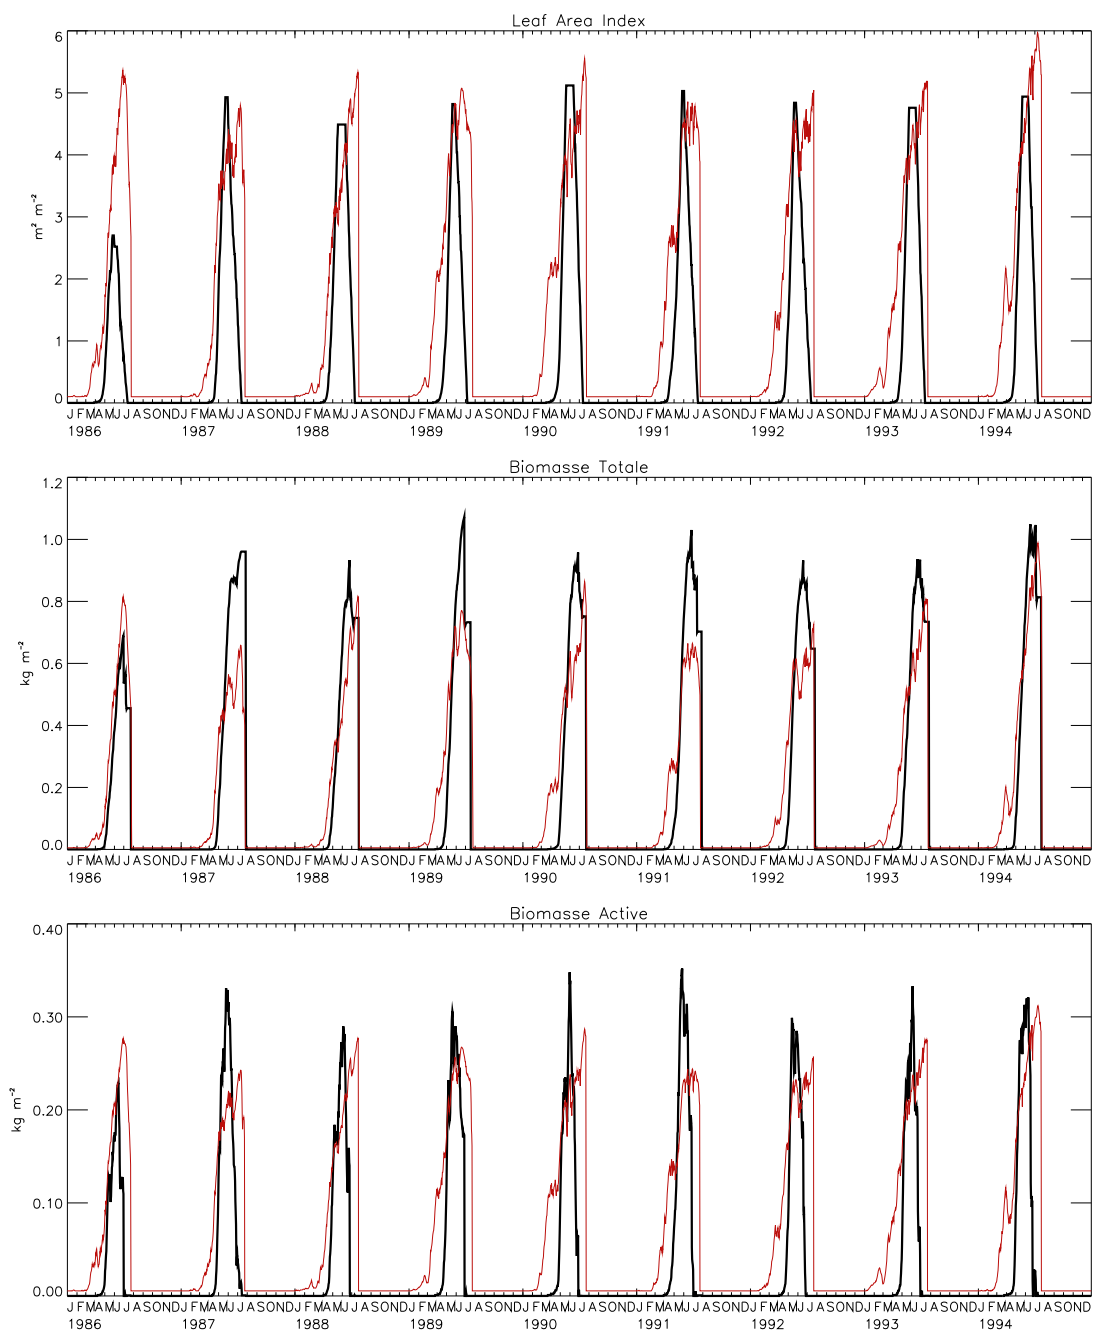 Leaf Area Index
6
5
4
3
2
1
0
m² m⁻²
J F M A M J J A S O N D J F M A M J J A S O N D J F M A M J J A S O N D J F M A M J J A S O N D J F M A M J J A S O N D J F M A M J J A S O N D J F M A M J J A S O N D J F M A M J J A S O N D J F M A M J J A S O N D
1986 1987 1988 1989 1990 1991 1992 1993 1994
Biomasse Totale
1.2
1.0
0.8
0.6
0.4
0.2
0.0
kg m⁻²
J F M A M J J A S O N D J F M A M J J A S O N D J F M A M J J A S O N D J F M A M J J A S O N D J F M A M J J A S O N D J F M A M J J A S O N D J F M A M J J A S O N D J F M A M J J A S O N D J F M A M J J A S O N D
1986 1987 1988 1989 1990 1991 1992 1993 1994
Biomasse Active
0.40
0.30
0.20
0.10
0.00
kg m⁻²
J F M A M J J A S O N D J F M A M J J A S O N D J F M A M J J A S O N D J F M A M J J A S O N D J F M A M J J A S O N D J F M A M J J A S O N D J F M A M J J A S O N D J F M A M J J A S O N D J F M A M J J A S O N D
1986 1987 1988 1989 1990 1991 1992 1993 1994